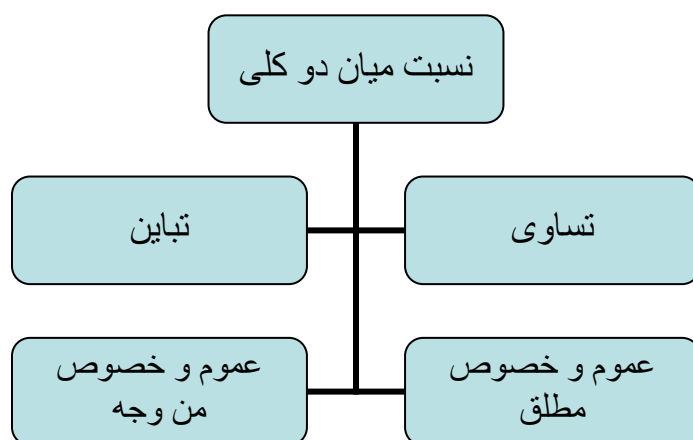 نسبت میان دو کلی
تساوی
تباین
عموم و خصوص
مطلق
عموم و خصوص
من وجه